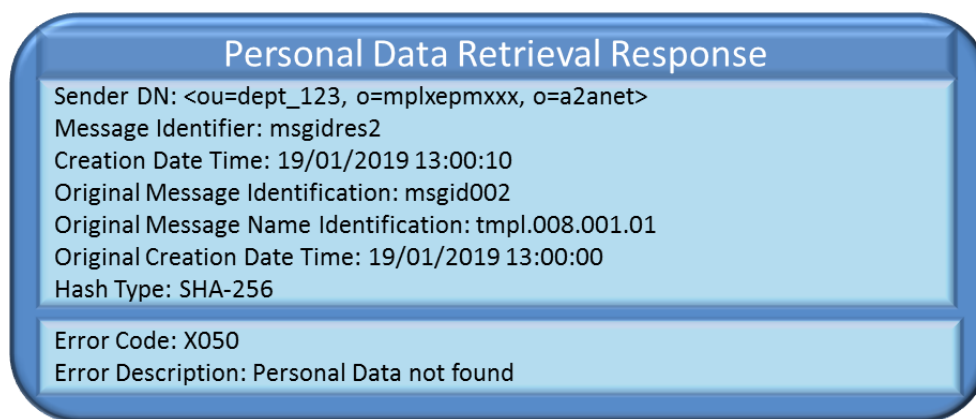 Personal Data Retrieval Response
Sender DN: <ou=dept_123, o=mplxepmxxx, o=a2anet>
Message Identifier: msgidres2
Creation Date Time: 19/01/2019 13:00:10
Original Message Identification: msgid002
Original Message Name Identification: tmpl.008.001.01
Original Creation Date Time: 19/01/2019 13:00:00
Hash Type: SHA-256
Error Code: X050
Error Description: Personal Data not found